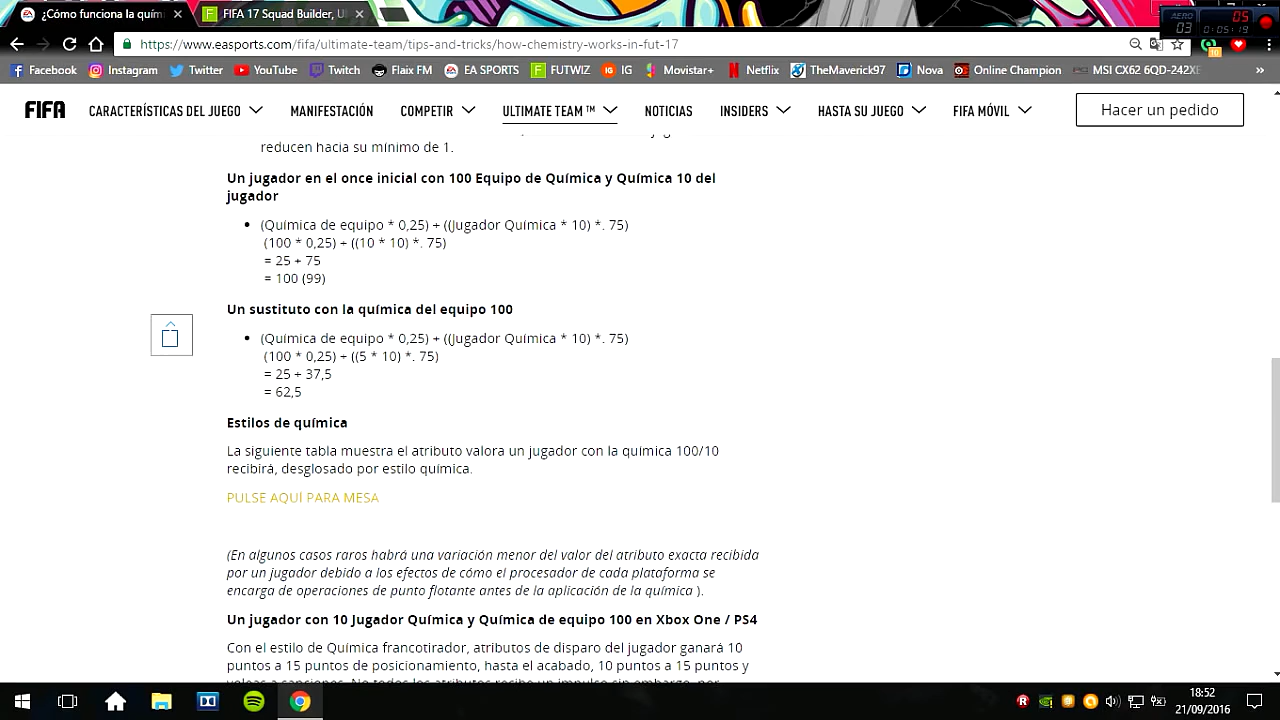 ¿Cómo funciona la quím
FIFA 17 Squad Builder, U
AERO
03
05
0:05:19
https://www.easports.com/fifa/ultimate-team/tips-and-tricks/how-chemistry-works-in-fut-17
10
Facebook Instagram Twitter YouTube Twitch Flaix FM EA SPORTS FUTWIZ IG Movistar+ Netflix TheMaverick97 Nova Online Champion MSI CX62 6QD-242XE »
FIFA CARACTERÍSTICAS DEL JUEGO MANIFESTACIÓN COMPETIR ULTIMATE TEAM ™ NOTICIAS INSIDERS HASTA SU JUEGO FIFA MÓVIL Hacer un pedido
reducen hacia su mínimo de 1.
Un jugador en el once inicial con 100 Equipo de Química y Química 10 del
jugador
(Química de equipo * 0,25) + ((Jugador Química * 10) *. 75)
(100 * 0,25) + ((10 * 10) *. 75)
= 25 + 75
= 100 (99)
Un sustituto con la química del equipo 100
(Química de equipo * 0,25) + ((Jugador Química * 10) *. 75)
(100 * 0,25) + ((5 * 10) *. 75)
= 25 + 37,5
= 62,5
Estilos de química
La siguiente tabla muestra el atributo valora un jugador con la química 100/10
recibirá, desglosado por estilo química.
PULSE AQUÍ PARA MESA
(En algunos casos raros habrá una variación menor del valor del atributo exacta recibida
por un jugador debido a los efectos de cómo el procesador de cada plataforma se
encarga de operaciones de punto flotante antes de la aplicación de la química ).
Un jugador con 10 Jugador Química y Química de equipo 100 en Xbox One / PS4
Con el estilo de Química francotirador, atributos de disparo del jugador ganará 10
puntos a 15 puntos de posicionamiento, hasta el acabado, 10 puntos a 15 puntos y
18:52
21/09/2016